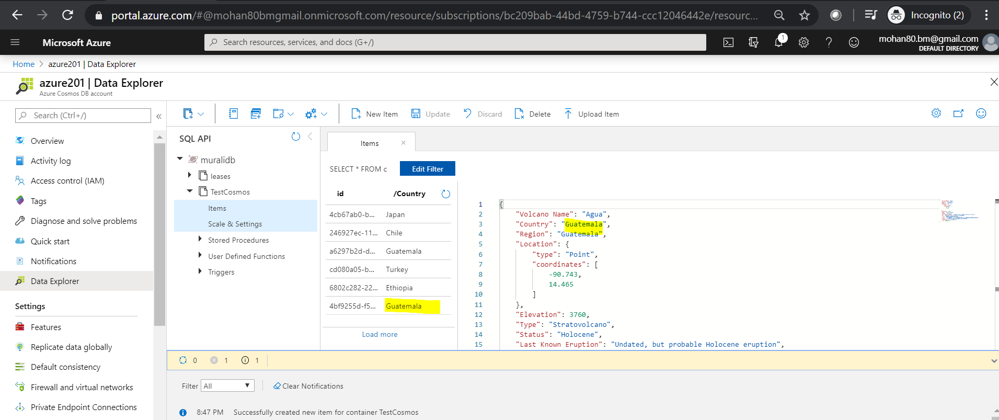 portal.azure.com/#@mohan80bmgmail.onmicrosoft.com/resource/subscriptions/bc209bab-44bd-4759-b744-ccc12046442e/resourc...
Incognito (2)
Microsoft Azure
Search resources, services, and docs (G+/)
1
mohan80.bm@gmail.com
DEFAULT DIRECTORY
Home > azure201 | Data Explorer
azure201 | Data Explorer
Azure Cosmos DB account
Search (Ctrl+/)
«
Overview
Activity log
Access control (IAM)
Tags
Diagnose and solve problems
Quick start
Notifications
Data Explorer
Settings
Features
Replicate data globally
Default consistency
Firewall and virtual networks
Private Endpoint Connections
New Item
Update
Discard
Delete
Upload Item
SQL API
muralidb
leases
TestCosmos
Items
Scale & Settings
Stored Procedures
User Defined Functions
Triggers
Items
SELECT * FROM c
Edit Filter
id /Country
4cb67ab0-b... Japan
246927ec-11... Chile
a6297b2d-d... Guatemala
cd080a05-b... Turkey
6802c282-22... Ethiopia
4bf9255d-f5... Guatemala
Load more
1 {
2 "Volcano Name": "Agua",
3 "Country": "Guatemala",
4 "Region": "Guatemala",
5 "Location": {
6 "type": "Point",
7 "coordinates": [
8 -90.743,
9 14.465
10 ]
11 },
12 "Elevation": 3760,
13 "Type": "Stratovolcano",
14 "Status": "Holocene",
15 "Last Known Eruption": "Undated, but probable Holocene eruption",
0 1 1
Filter All
Clear Notifications
8:47 PM Successfully created new item for container TestCosmos